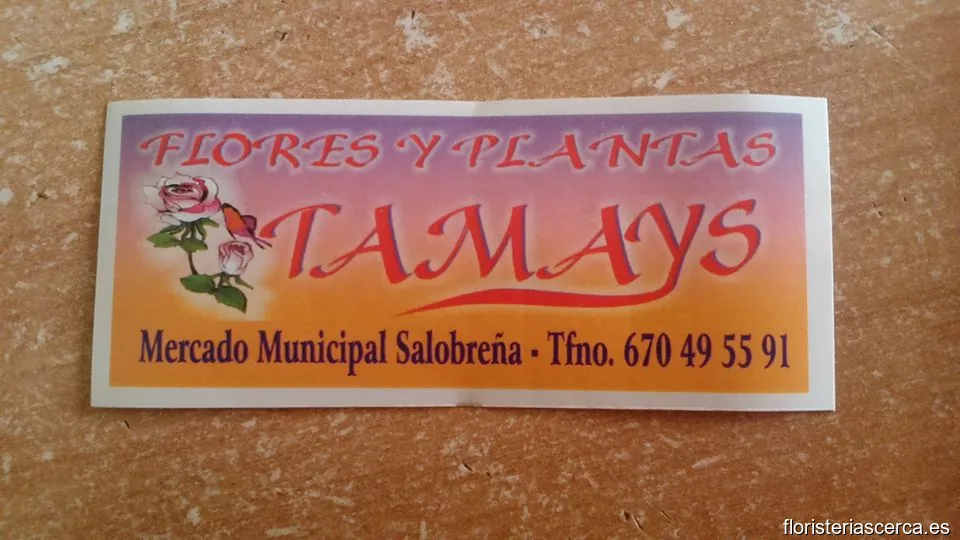 FLORES Y PLANTAS
TAMAYS
Mercado Municipal Salobreña - Tfno. 670 49 55 91
floristeriascerca.es